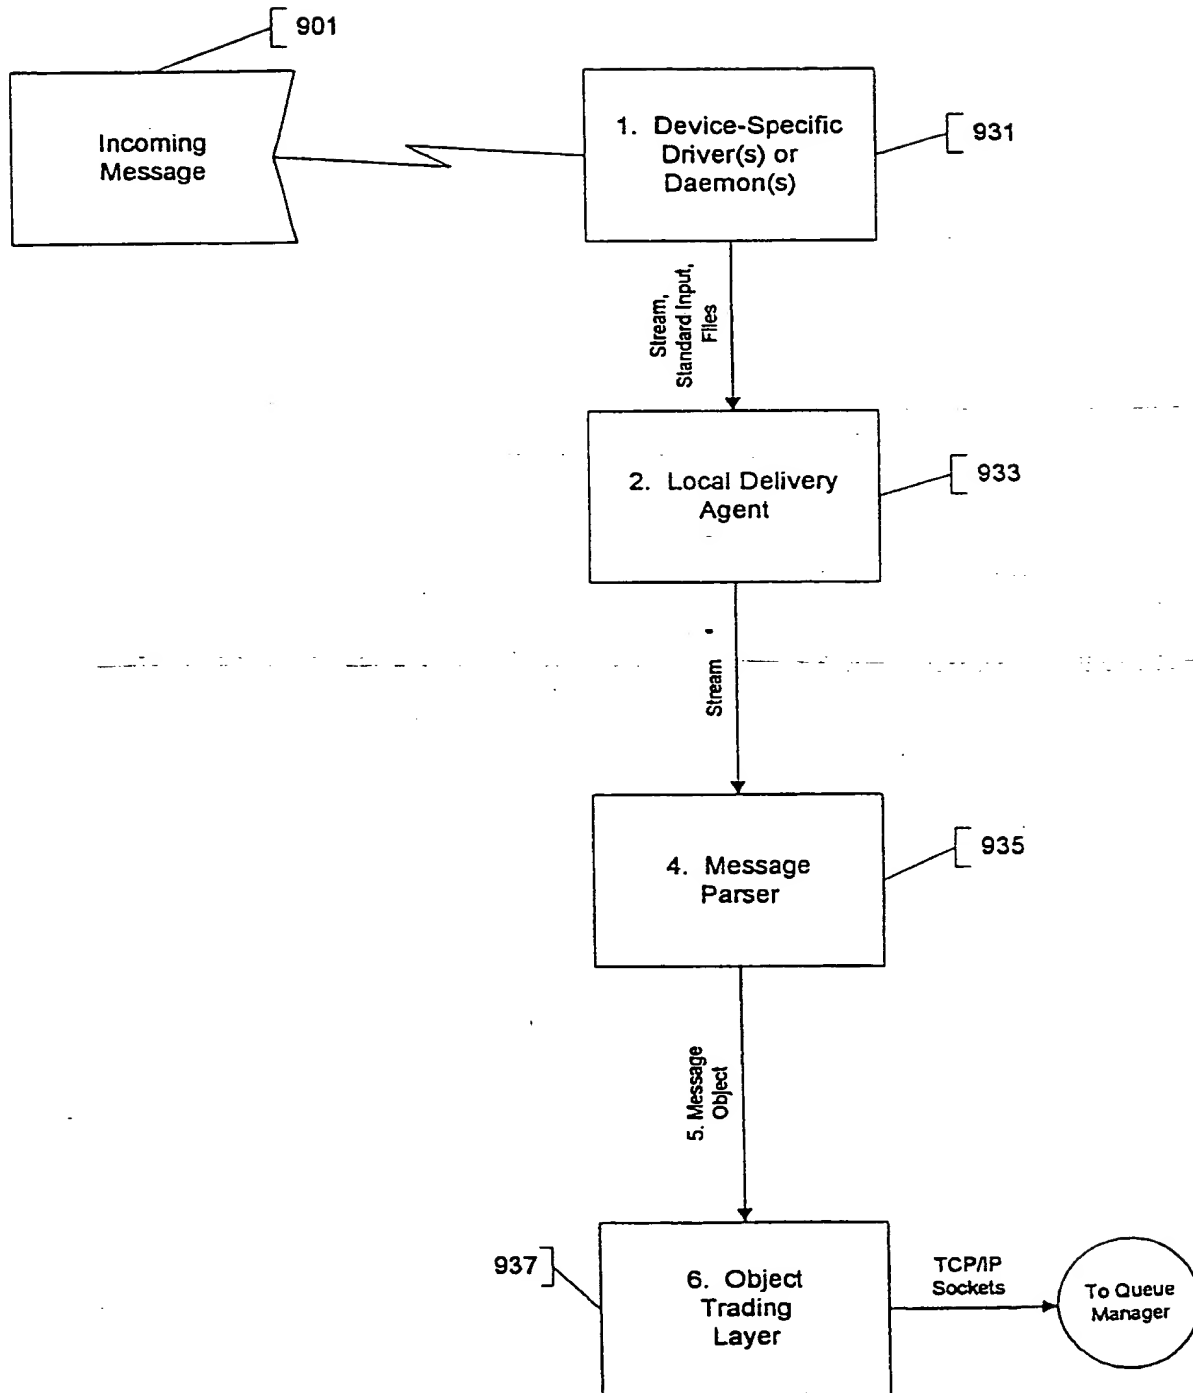 901
Incoming
Message
1. Device-Specific
Driver(s) or
Daemon(s)
931
Stream,
Standard Input,
Files
2. Local Delivery
Agent
933
Stream
4. Message
Parser
935
5. Message
Object
937
6. Object
Trading
Layer
TCP/IP
Sockets
To Queue
Manager